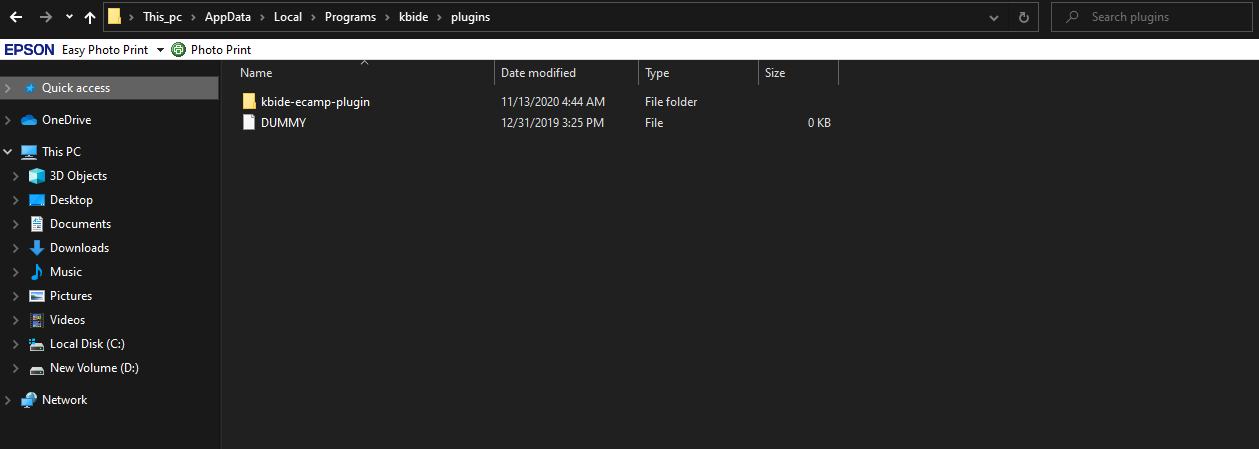 This_pc > AppData > Local > Programs > kbide > plugins
Search plugins
EPSON Easy Photo Print Photo Print
Name Date modified Type Size
Quick access
kbide-ecamp-plugin 11/13/2020 4:44 AM File folder
DUMMY 12/31/2019 3:25 PM File 0 KB
OneDrive
This PC
3D Objects
Desktop
Documents
Downloads
Music
Pictures
Videos
Local Disk (C:)
New Volume (D:)
Network